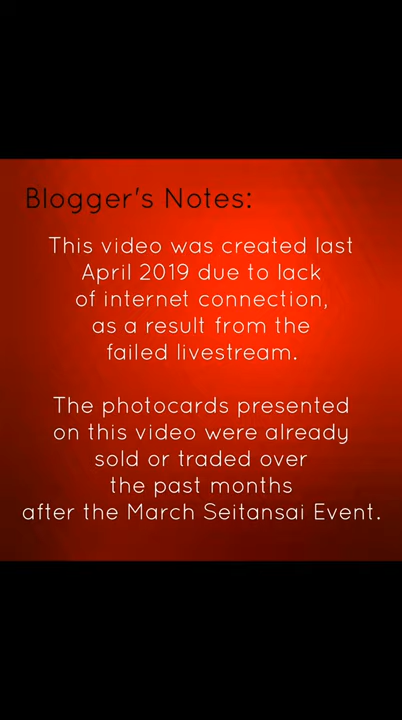 Blogger's Notes:
This video was created last
April 2019 due to lack
of internet connection,
as a result from the
failed livestream.
The photocards presented
on this video were already
sold or traded over
the past months
after the March Seitansai Event.